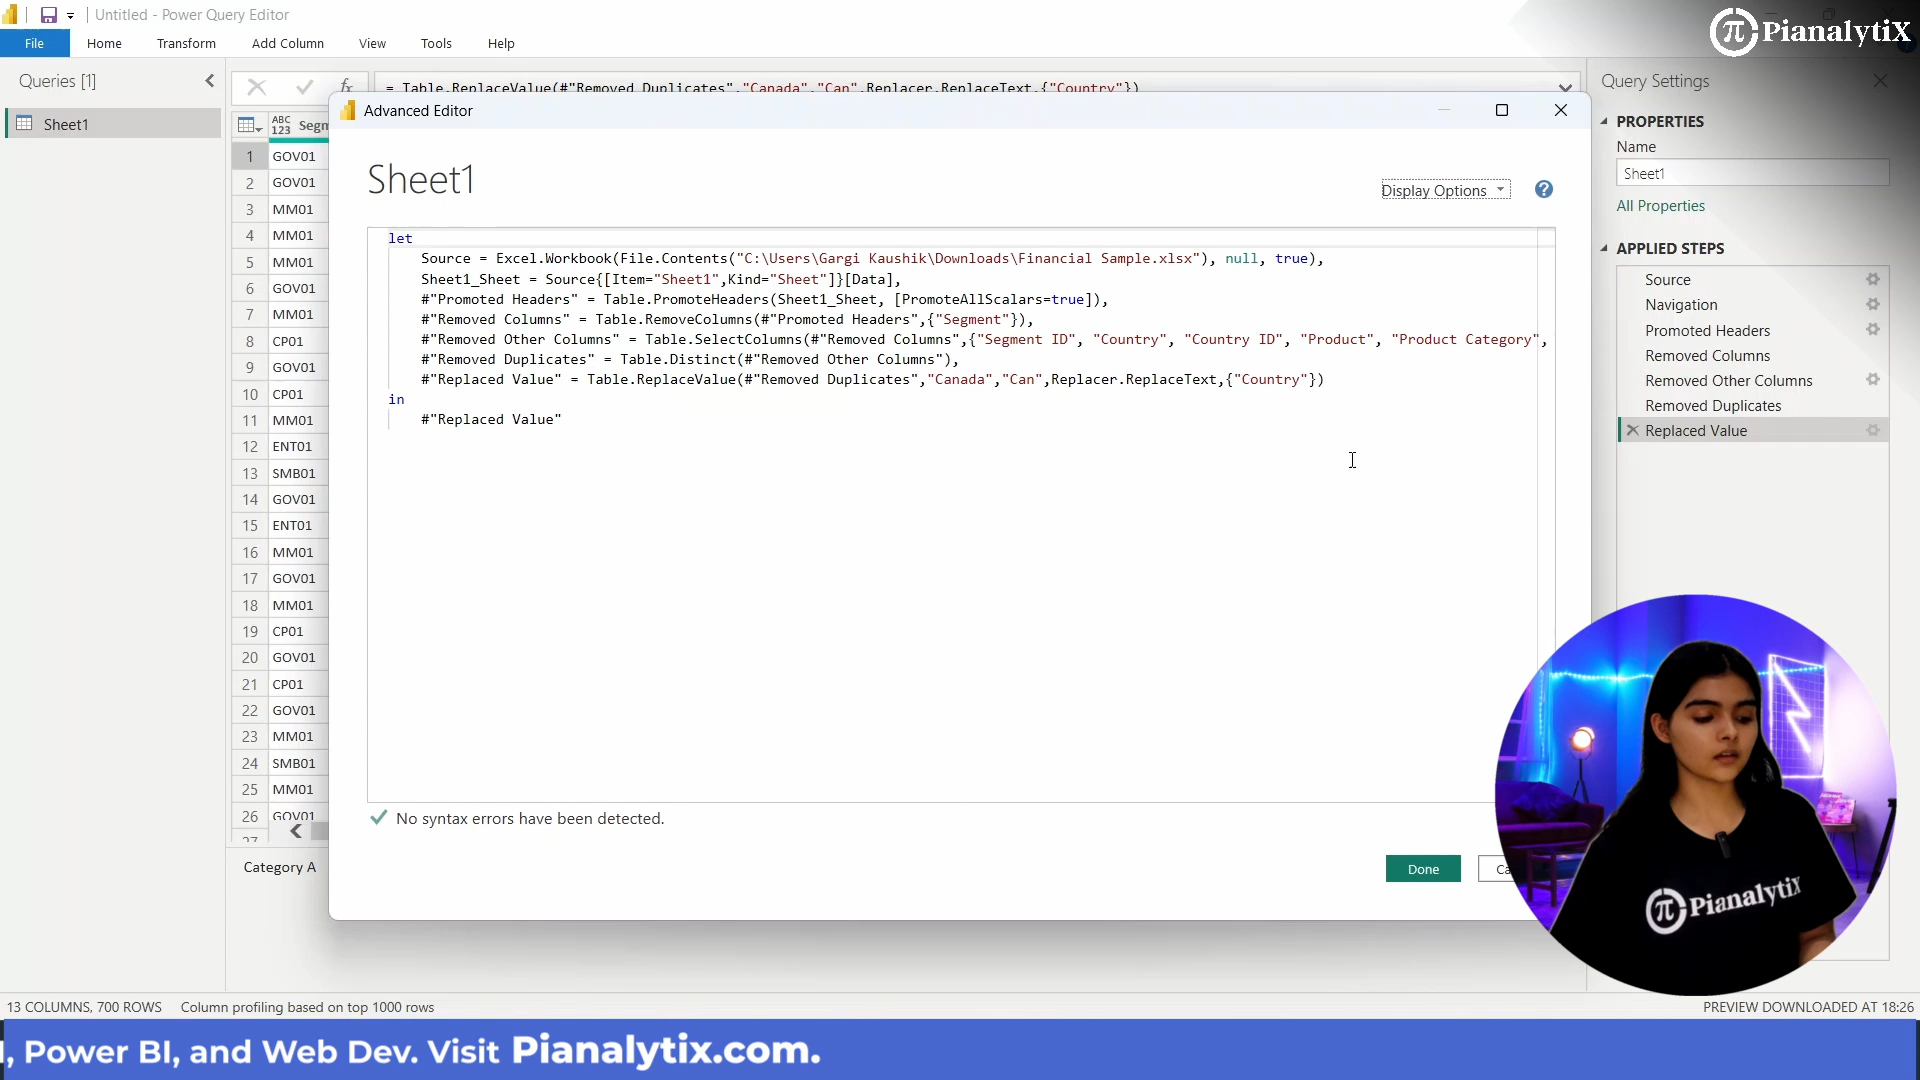 Untitled - Power Query Editor
PianalytiX
File Home Transform Add Column View Tools Help
Queries [1]
Sheet1
fx
= Table.ReplaceValue(#"Removed Duplicates","Canada","Can",Replacer.ReplaceText,{"Country"})
ABC
123
Segm
1 GOV01
2 GOV01
3 MM01
4 MM01
5 MM01
6 GOV01
7 MM01
8 CP01
9 GOV01
10 CP01
11 MM01
12 ENT01
13 SMB01
14 GOV01
15 ENT01
16 MM01
17 GOV01
18 MM01
19 CP01
20 GOV01
21 CP01
22 GOV01
23 MM01
24 SMB01
25 MM01
26 GOV01
27
Category A
Advanced Editor
Sheet1
Display Options
?
let
Source = Excel.Workbook(File.Contents("C:\Users\Gargi Kaushik\Downloads\Financial Sample.xlsx"), null, true),
Sheet1_Sheet = Source{[Item="Sheet1",Kind="Sheet"]}[Data],
#"Promoted Headers" = Table.PromoteHeaders(Sheet1_Sheet, [PromoteAllScalars=true]),
#"Removed Columns" = Table.RemoveColumns(#"Promoted Headers",{"Segment"}),
#"Removed Other Columns" = Table.SelectColumns(#"Removed Columns",{"Segment ID", "Country", "Country ID", "Product", "Product Category",
#"Removed Duplicates" = Table.Distinct(#"Removed Other Columns"),
#"Replaced Value" = Table.ReplaceValue(#"Removed Duplicates","Canada","Can",Replacer.ReplaceText,{"Country"})
in
#"Replaced Value"
No syntax errors have been detected.
Done
Ca
Query Settings
PROPERTIES
Name
Sheet1
All Properties
APPLIED STEPS
Source
Navigation
Promoted Headers
Removed Columns
Removed Other Columns
Removed Duplicates
Replaced Value
PianalytiX
13 COLUMNS, 700 ROWS Column profiling based on top 1000 rows
PREVIEW DOWNLOADED AT 18:26
, Power BI, and Web Dev. Visit Pianalytix.com.